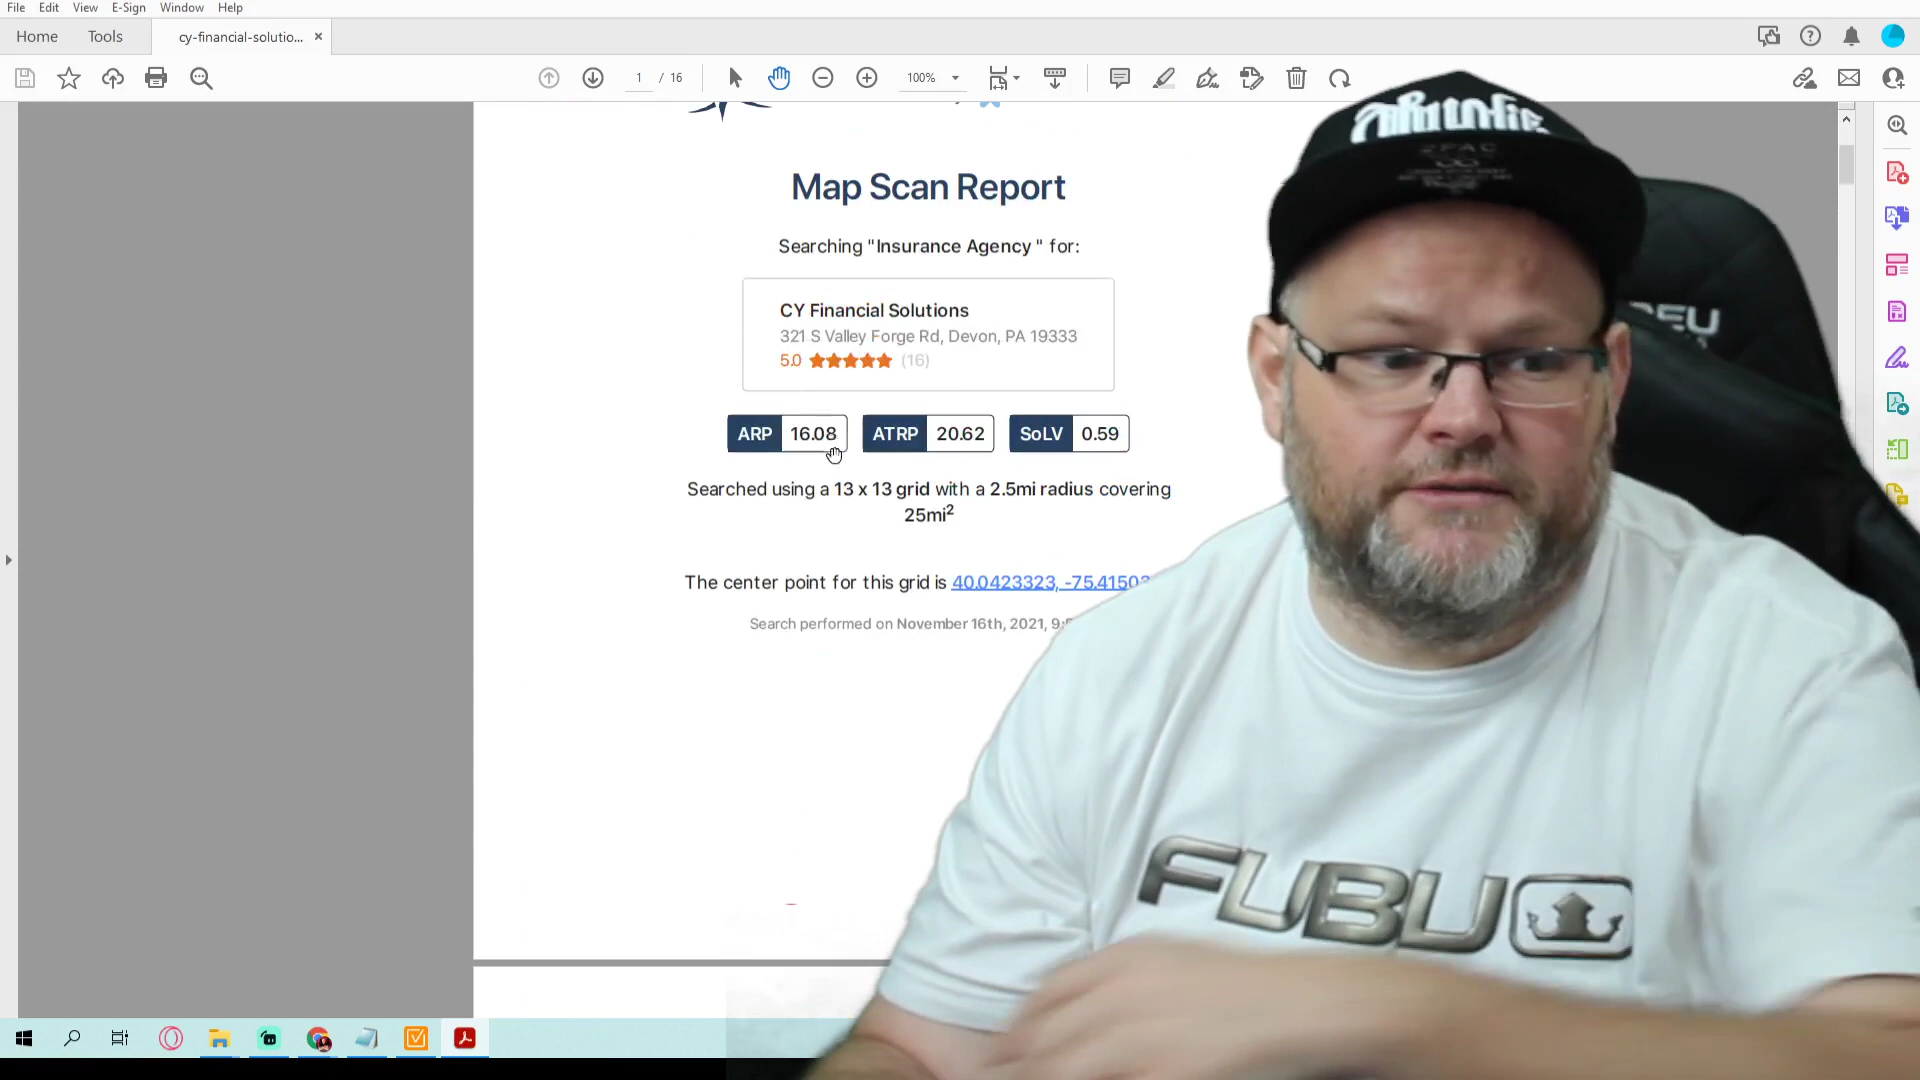 File Edit View E-Sign Window Help
Home Tools cy-financial-solutio...
1 / 16 100%
Map Scan Report
Searching "Insurance Agency " for:
CY Financial Solutions
321 S Valley Forge Rd, Devon, PA 19333
5.0 (16)
ARP 16.08 ATRP 20.62 SoLV 0.59
Searched using a 13 x 13 grid with a 2.5mi radius covering
25mi2
The center point for this grid is 40.0423323, -75.41503
Search performed on November 16th, 2021,
2PAC
FUBU